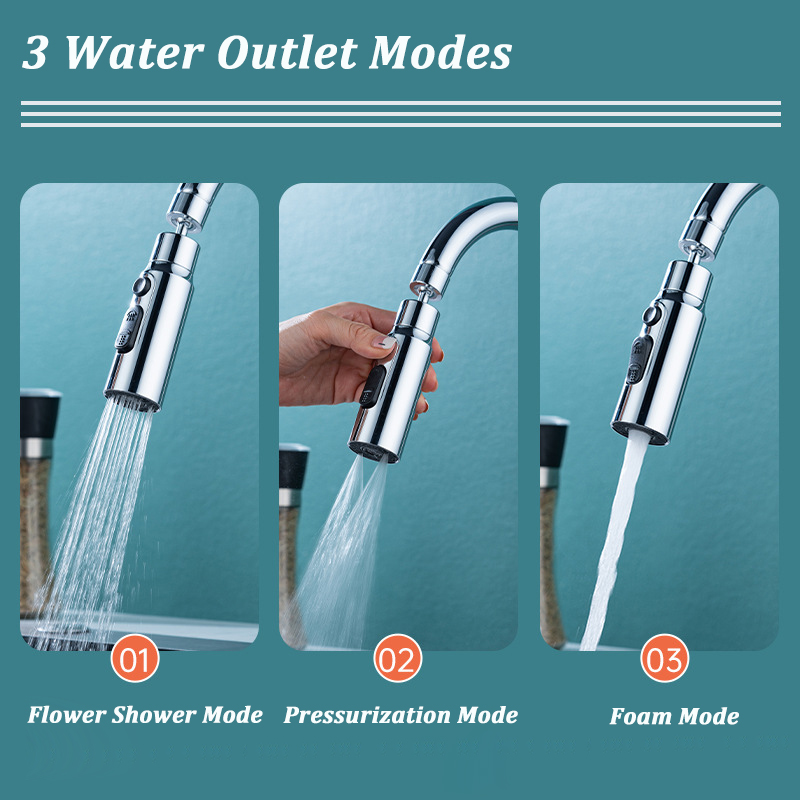 3 Water Outlet Modes
01
02
03
Flower Shower Mode
Pressurization Mode
Foam Mode